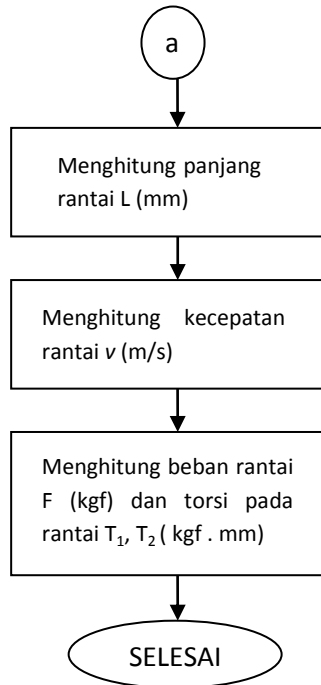 a
Menghitung panjang
rantai L (mm)
Menghitung kecepatan
rantai v (m/s)
Menghitung beban rantai
F (kgf) dan torsi pada
rantai T₁, T₂ ( kgf . mm)
SELESAI